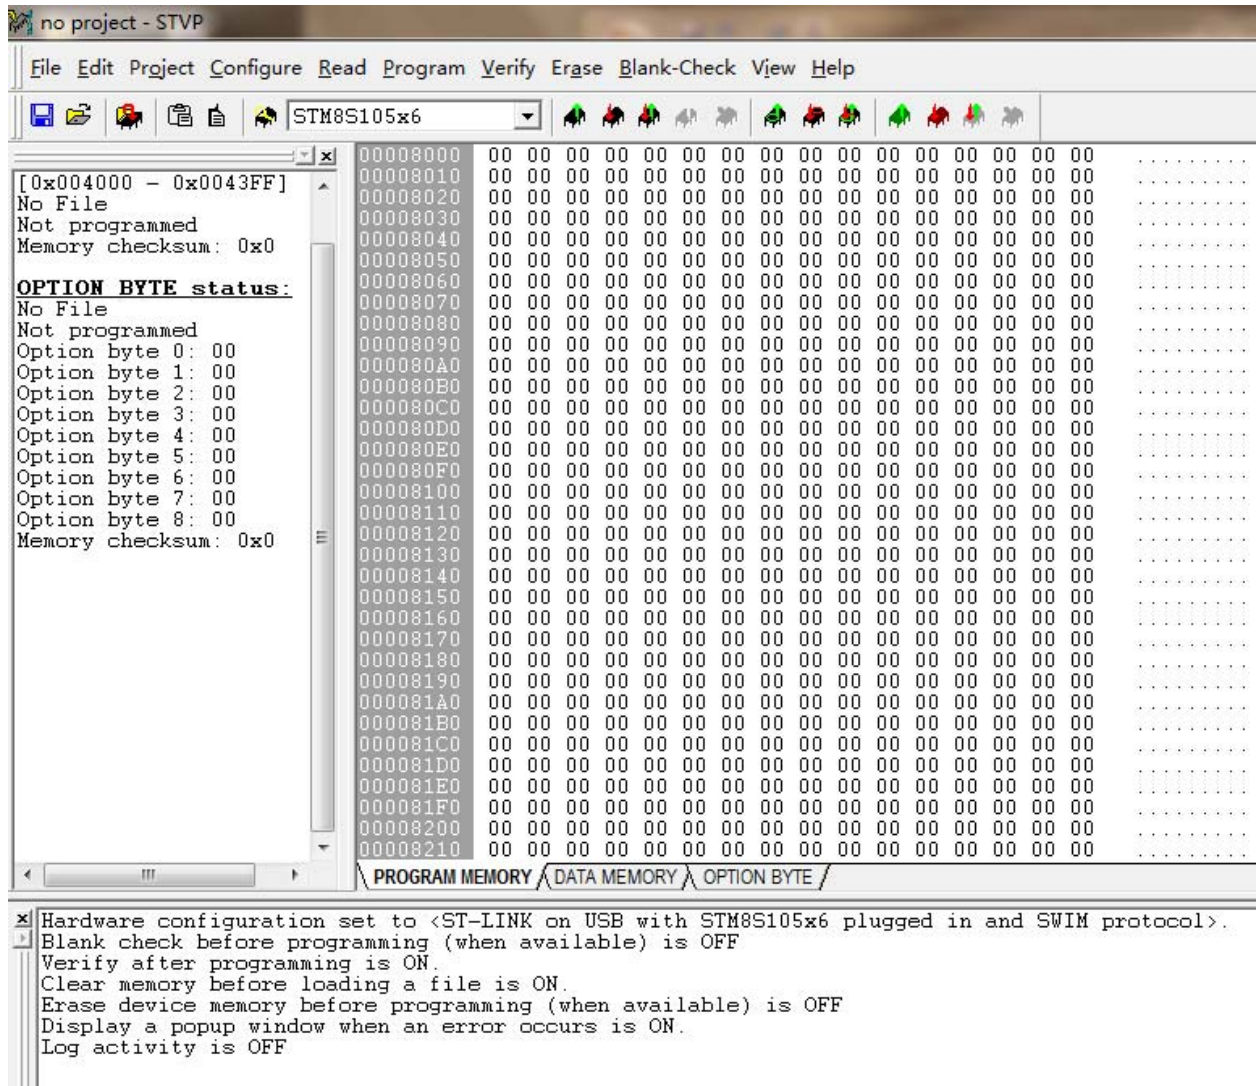 no project - STVP
File Edit Project Configure Read Program Verify Erase Blank-Check View Help
STM8S105x6
[0x004000 - 0x0043FF]
No File
Not programmed
Memory checksum: 0x0
OPTION BYTE status:
No File
Not programmed
Option byte 0: 00
Option byte 1: 00
Option byte 2: 00
Option byte 3: 00
Option byte 4: 00
Option byte 5: 00
Option byte 6: 00
Option byte 7: 00
Option byte 8: 00
Memory checksum: 0x0
00008000 00 00 00 00 00 00 00 00 00 00 00 00 00 00 00 00 .........
00008010 00 00 00 00 00 00 00 00 00 00 00 00 00 00 00 00 .........
00008020 00 00 00 00 00 00 00 00 00 00 00 00 00 00 00 00 .........
00008030 00 00 00 00 00 00 00 00 00 00 00 00 00 00 00 00 .........
00008040 00 00 00 00 00 00 00 00 00 00 00 00 00 00 00 00 .........
00008050 00 00 00 00 00 00 00 00 00 00 00 00 00 00 00 00 .........
00008060 00 00 00 00 00 00 00 00 00 00 00 00 00 00 00 00 .........
00008070 00 00 00 00 00 00 00 00 00 00 00 00 00 00 00 00 .........
00008080 00 00 00 00 00 00 00 00 00 00 00 00 00 00 00 00 .........
00008090 00 00 00 00 00 00 00 00 00 00 00 00 00 00 00 00 .........
000080A0 00 00 00 00 00 00 00 00 00 00 00 00 00 00 00 00 .........
000080B0 00 00 00 00 00 00 00 00 00 00 00 00 00 00 00 00 .........
000080C0 00 00 00 00 00 00 00 00 00 00 00 00 00 00 00 00 .........
000080D0 00 00 00 00 00 00 00 00 00 00 00 00 00 00 00 00 .........
000080E0 00 00 00 00 00 00 00 00 00 00 00 00 00 00 00 00 .........
000080F0 00 00 00 00 00 00 00 00 00 00 00 00 00 00 00 00 .........
00008100 00 00 00 00 00 00 00 00 00 00 00 00 00 00 00 00 .........
00008110 00 00 00 00 00 00 00 00 00 00 00 00 00 00 00 00 .........
00008120 00 00 00 00 00 00 00 00 00 00 00 00 00 00 00 00 .........
00008130 00 00 00 00 00 00 00 00 00 00 00 00 00 00 00 00 .........
00008140 00 00 00 00 00 00 00 00 00 00 00 00 00 00 00 00 .........
00008150 00 00 00 00 00 00 00 00 00 00 00 00 00 00 00 00 .........
00008160 00 00 00 00 00 00 00 00 00 00 00 00 00 00 00 00 .........
00008170 00 00 00 00 00 00 00 00 00 00 00 00 00 00 00 00 .........
00008180 00 00 00 00 00 00 00 00 00 00 00 00 00 00 00 00 .........
00008190 00 00 00 00 00 00 00 00 00 00 00 00 00 00 00 00 .........
000081A0 00 00 00 00 00 00 00 00 00 00 00 00 00 00 00 00 .........
000081B0 00 00 00 00 00 00 00 00 00 00 00 00 00 00 00 00 .........
000081C0 00 00 00 00 00 00 00 00 00 00 00 00 00 00 00 00 .........
000081D0 00 00 00 00 00 00 00 00 00 00 00 00 00 00 00 00 .........
000081E0 00 00 00 00 00 00 00 00 00 00 00 00 00 00 00 00 .........
000081F0 00 00 00 00 00 00 00 00 00 00 00 00 00 00 00 00 .........
00008200 00 00 00 00 00 00 00 00 00 00 00 00 00 00 00 00 .........
00008210 00 00 00 00 00 00 00 00 00 00 00 00 00 00 00 00 .........
PROGRAM MEMORY DATA MEMORY OPTION BYTE
Hardware configuration set to <ST-LINK on USB with STM8S105x6 plugged in and SWIM protocol>.
Blank check before programming (when available) is OFF
Verify after programming is ON.
Clear memory before loading a file is ON.
Erase device memory before programming (when available) is OFF
Display a popup window when an error occurs is ON.
Log activity is OFF